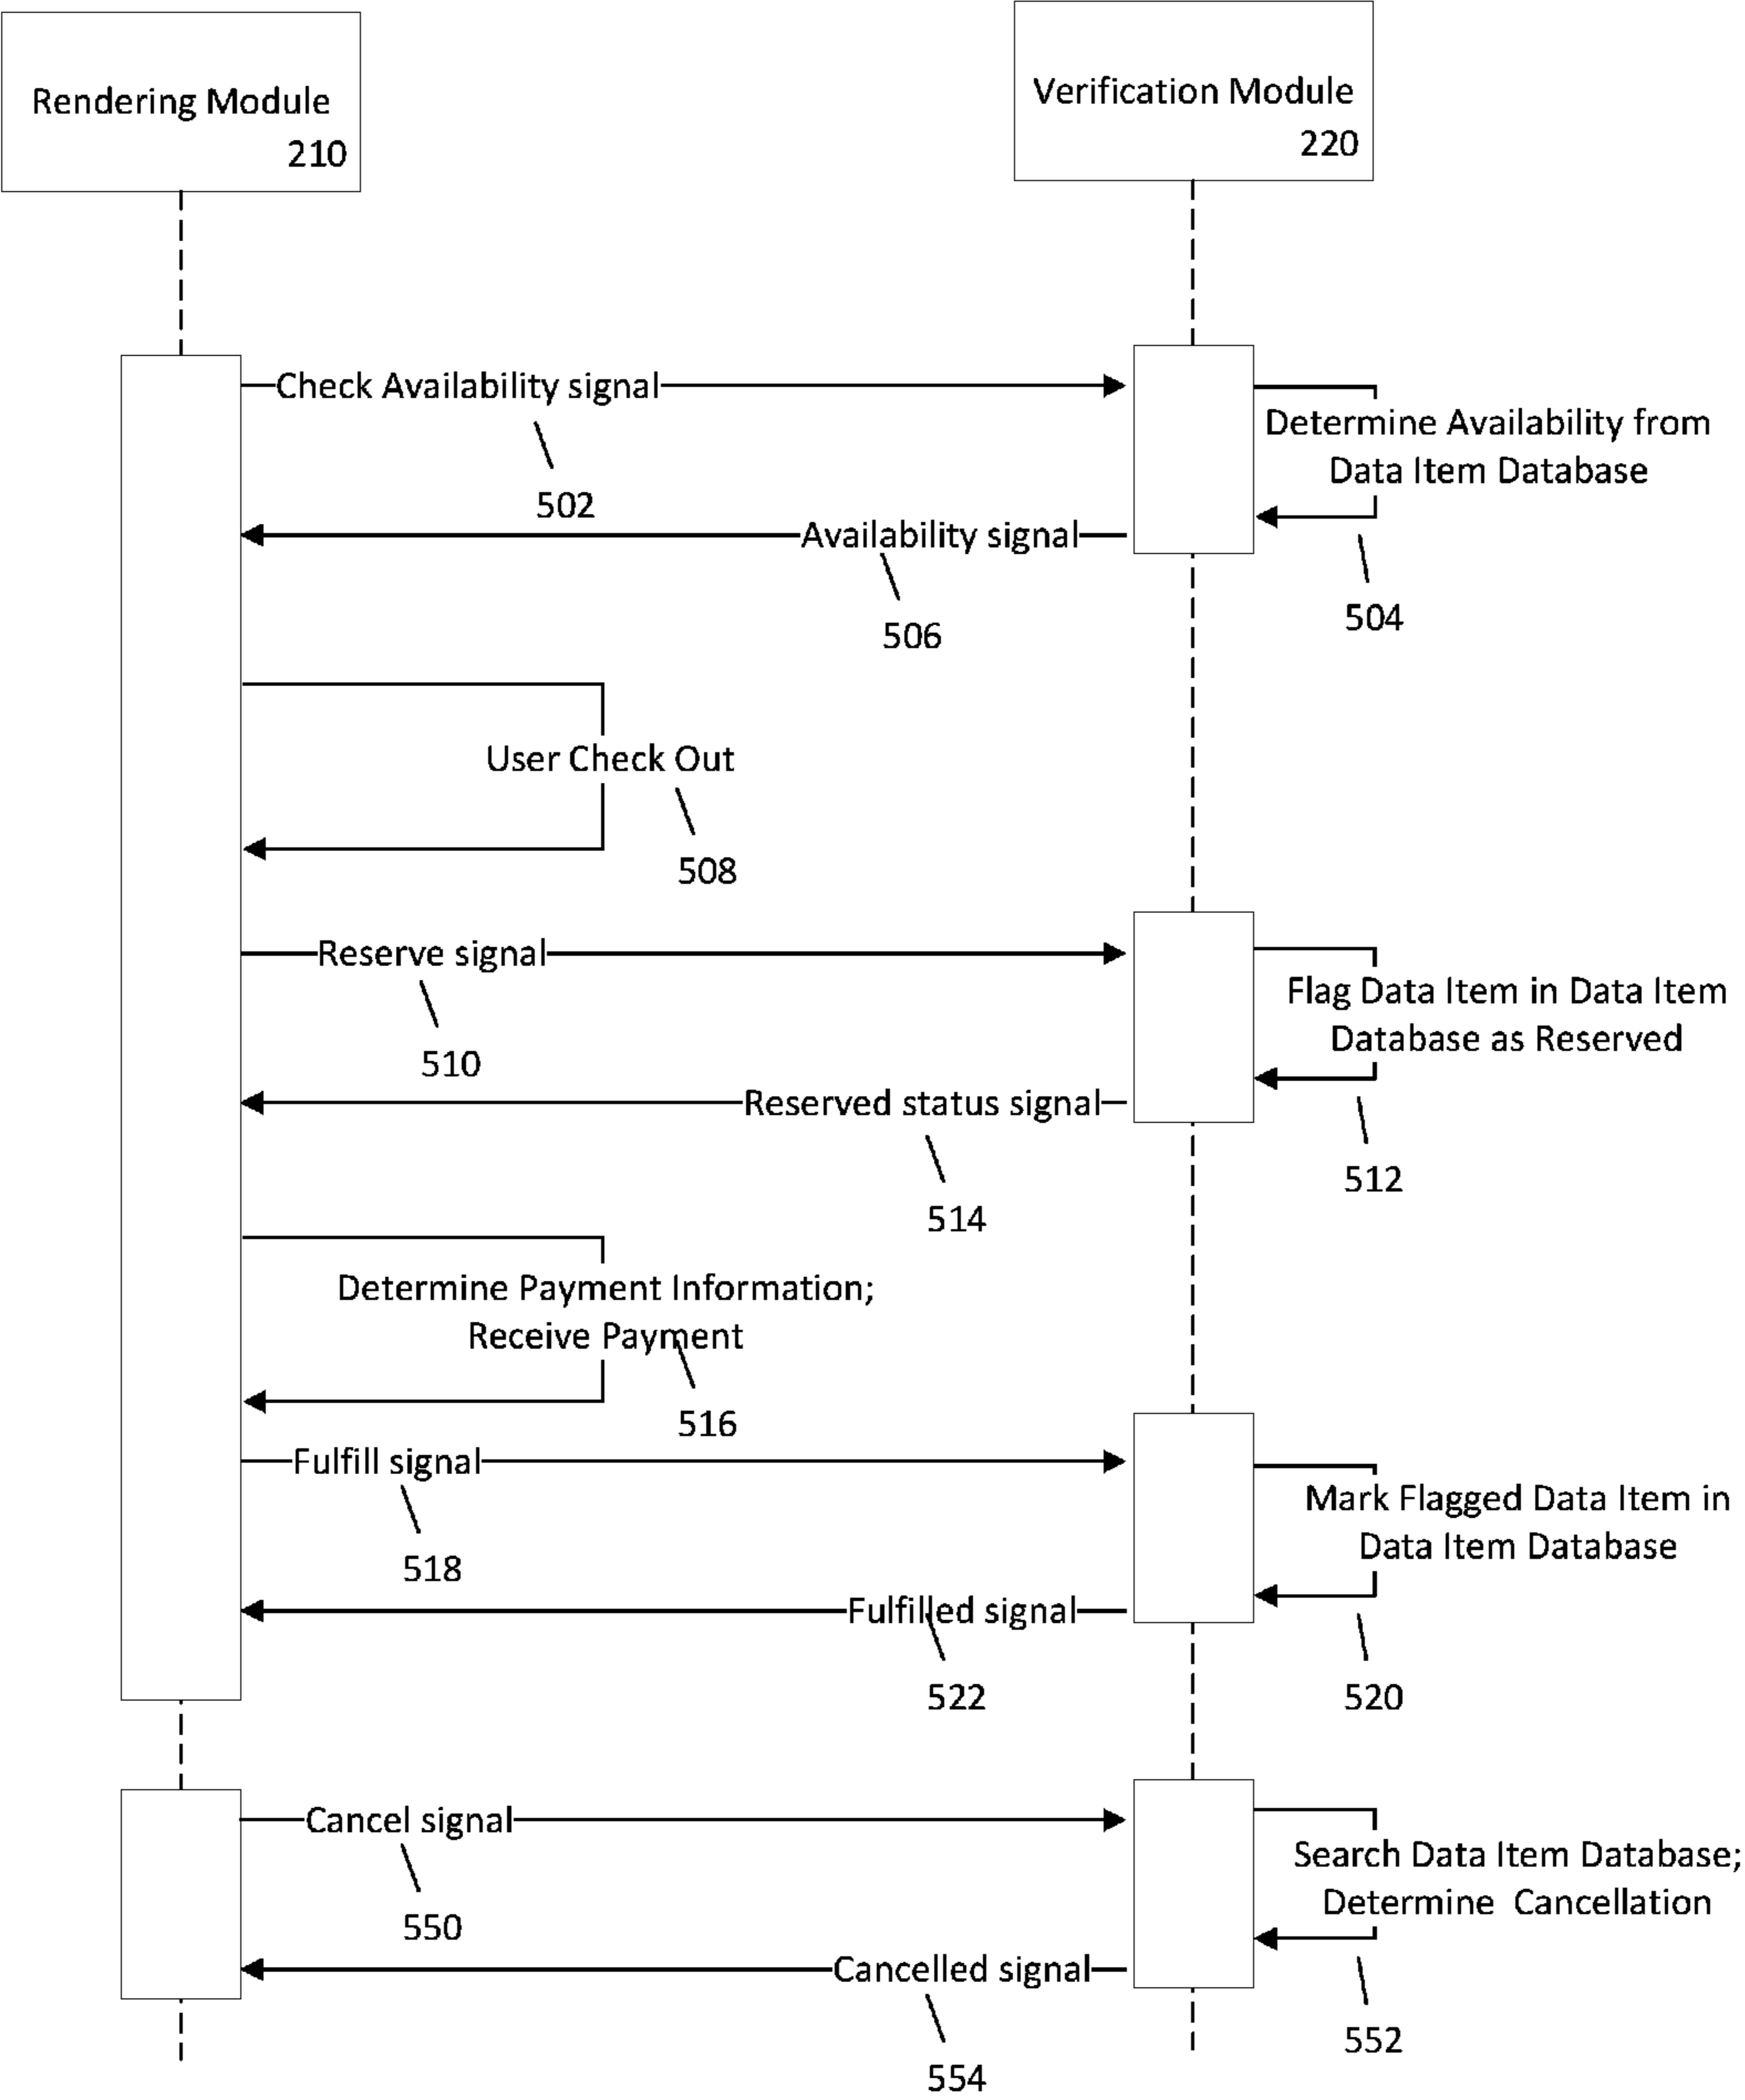 Rendering Module
210
Verification Module
220
Check Availability signal
502
Determine Availability from
Data Item Database
504
Availability signal
506
User Check Out
508
Reserve signal
510
Flag Data Item in Data Item
Database as Reserved
512
Reserved status signal
514
Determine Payment Information;
Receive Payment
516
Fulfill signal
518
Mark Flagged Data Item in
Data Item Database
520
Fulfilled signal
522
Cancel signal
550
Search Data Item Database;
Determine Cancellation
552
Cancelled signal
554